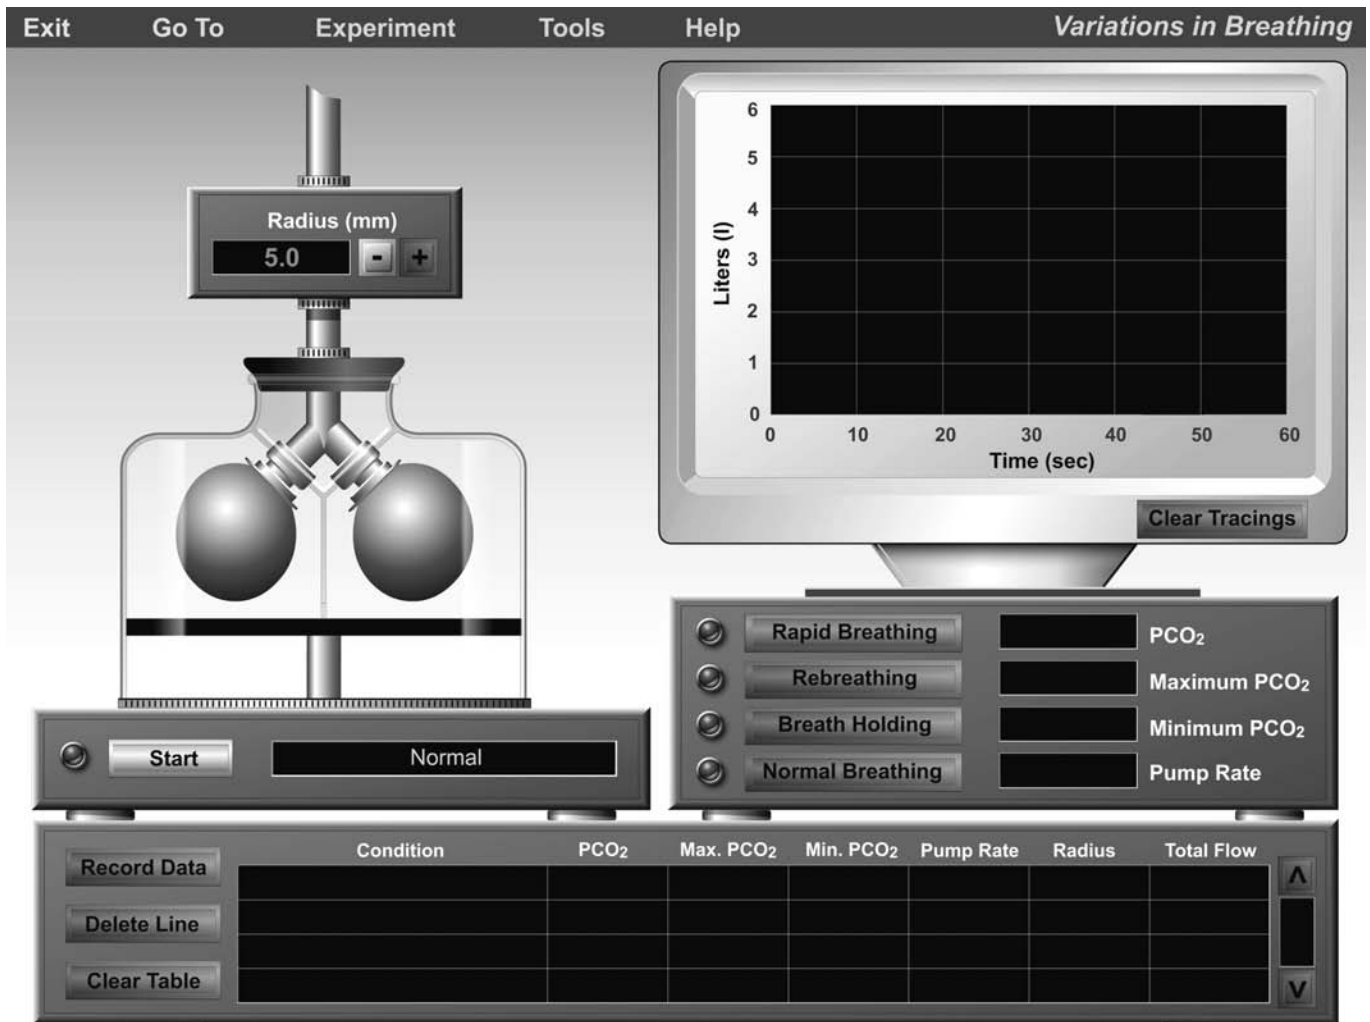 Exit Go To Experiment Tools Help Variations in Breathing
Radius (mm)
5.0 - +
6
5
4
3
2
1
0
Liters (l)
0 10 20 30 40 50 60
Time (sec)
Clear Tracings
Rapid Breathing PCO₂
Rebreathing Maximum PCO₂
Breath Holding Minimum PCO₂
Normal Breathing Pump Rate
Start Normal
Condition PCO₂ Max. PCO₂ Min. PCO₂ Pump Rate Radius Total Flow
Record Data
Delete Line
Clear Table